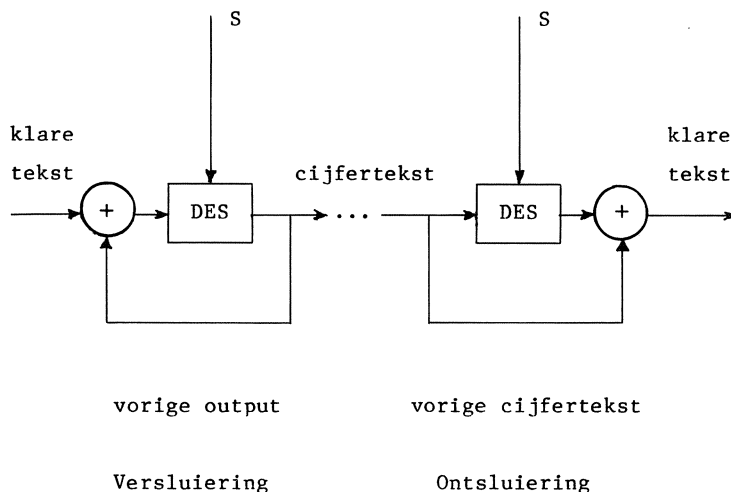 S
S
klare
tekst
klare
tekst
cijfertekst
+
DES
...
DES
+
vorige output
vorige cijfertekst
Versluiering
Ontsluiering